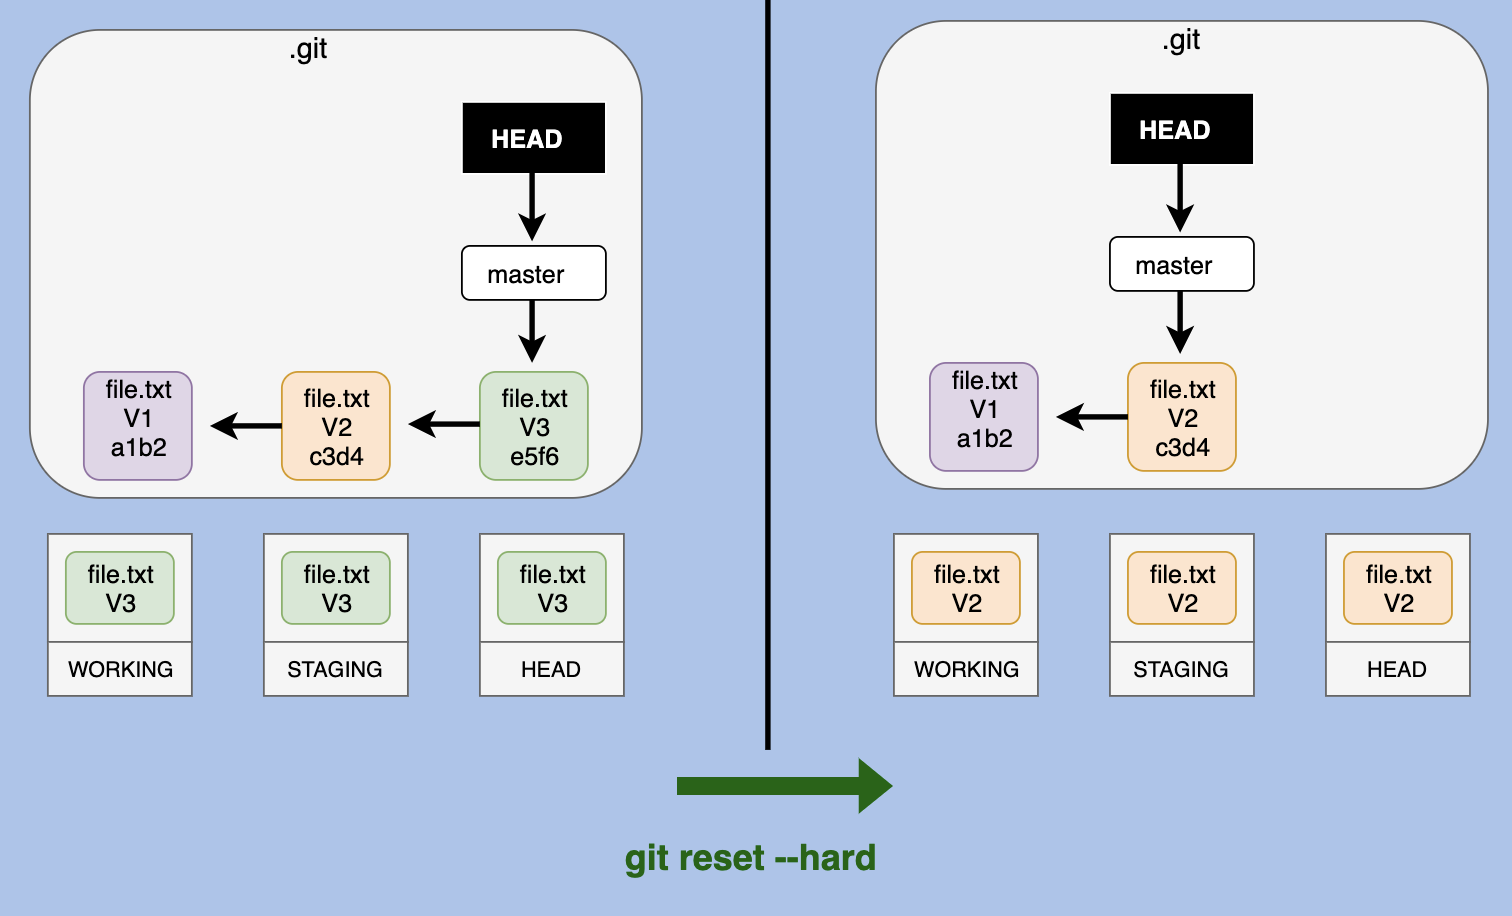 .git
HEAD
master
file.txt
V1
a1b2
file.txt
V2
c3d4
file.txt
V3
e5f6
file.txt
V3
WORKING
file.txt
V3
STAGING
file.txt
V3
HEAD
.git
HEAD
master
file.txt
V1
a1b2
file.txt
V2
c3d4
file.txt
V2
WORKING
file.txt
V2
STAGING
file.txt
V2
HEAD
git reset --hard